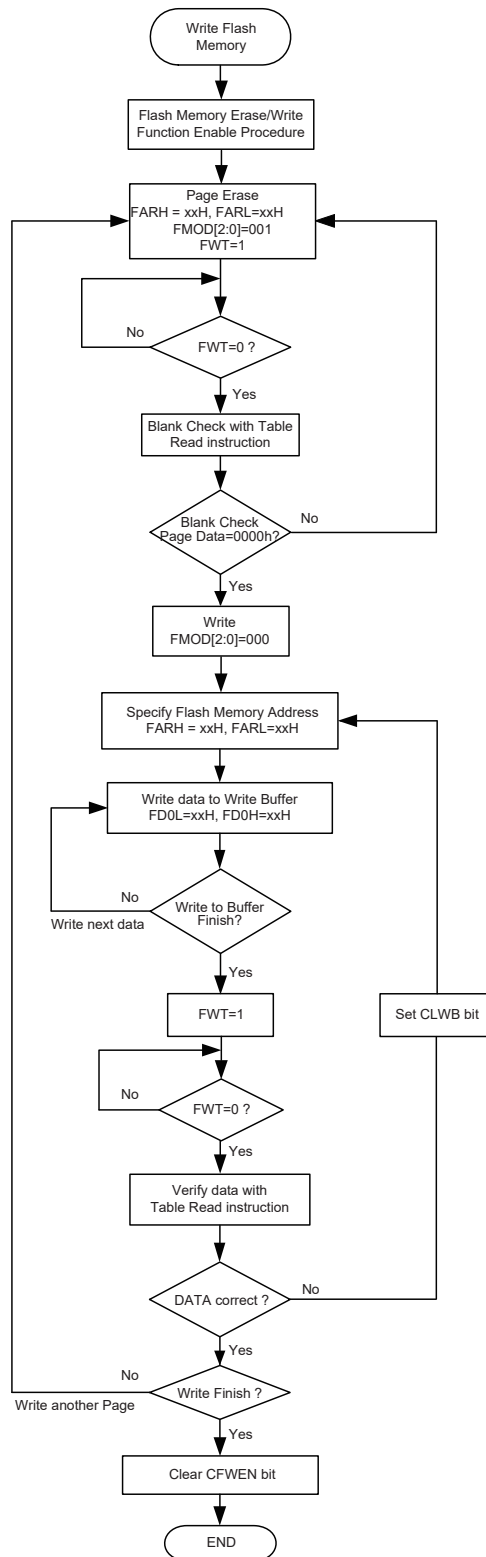 Write Flash
Memory
Flash Memory Erase/Write
Function Enable Procedure
Page Erase
FARH = xxH, FARL=xxH
FMOD[2:0]=001
FWT=1
No
FWT=0 ?
Yes
Blank Check with Table
Read instruction
No
Blank Check
Page Data=0000h?
Yes
Write
FMOD[2:0]=000
Specify Flash Memory Address
FARH = xxH, FARL=xxH
Write data to Write Buffer
FD0L=xxH, FD0H=xxH
No
Write to Buffer
Finish?
Write next data
Yes
FWT=1
Set CLWB bit
No
FWT=0 ?
Yes
Verify data with
Table Read instruction
No
DATA correct ?
Yes
No
Write Finish ?
Write another Page
Yes
Clear CFWEN bit
END